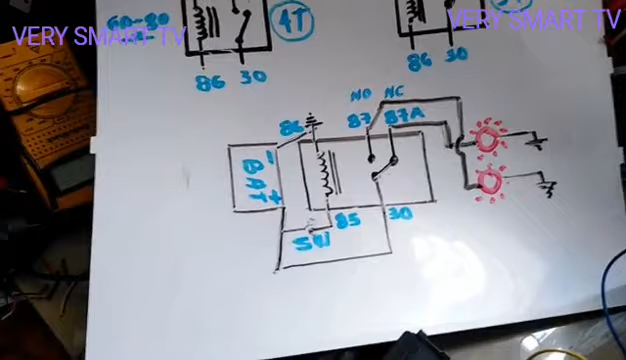 VERY SMART TV
VERY SMART TV
60-80
4T
86 30
86 30
NO NC
87 87A
86
- BAT +
85 30
SW